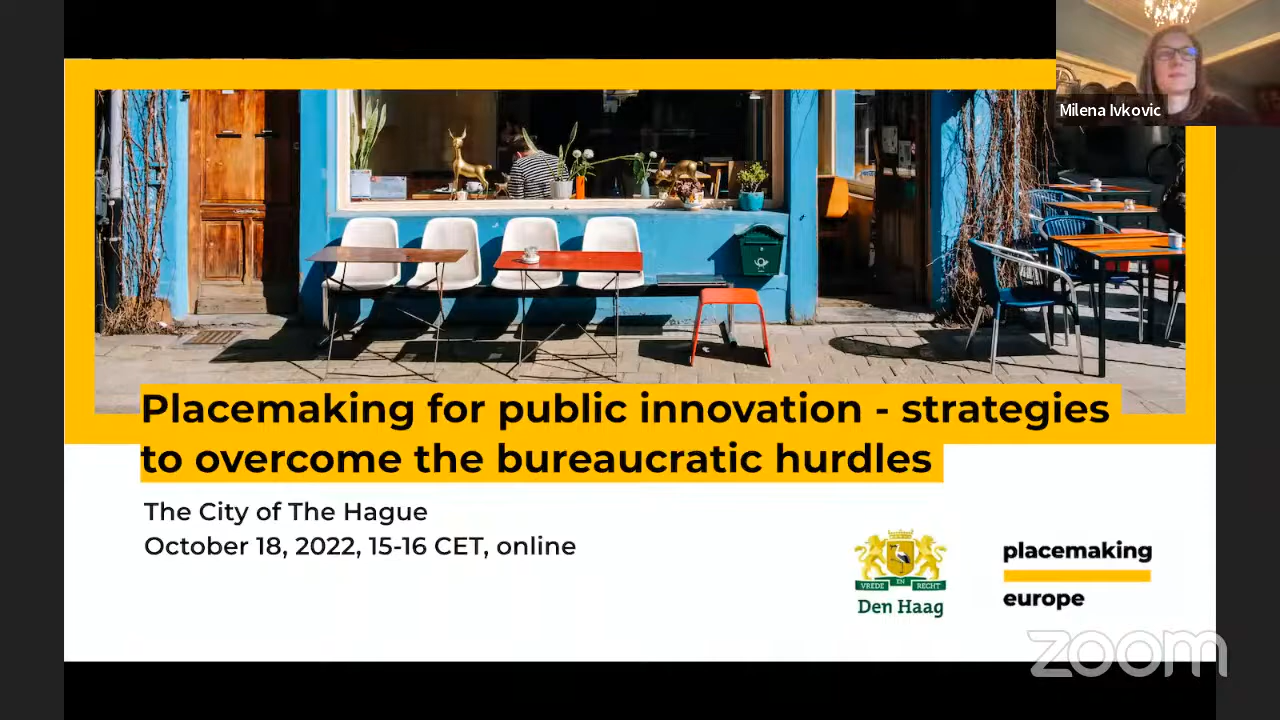 Milena Ivkovic
Placemaking for public innovation - strategies
to overcome the bureaucratic hurdles
The City of The Hague
October 18, 2022, 15-16 CET, online
VREDE EN RECHT
Den Haag
placemaking
europe
zoom